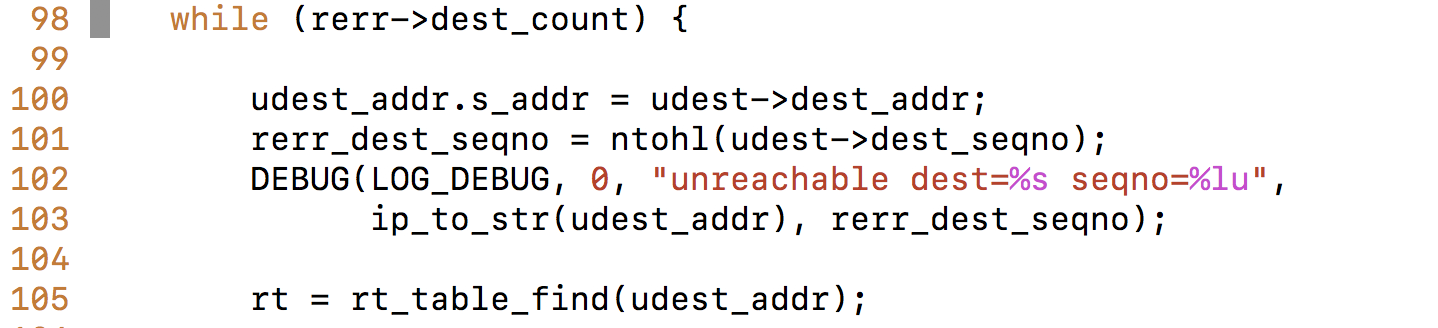 98 while (rerr->dest_count) {
99
100 udest_addr.s_addr = udest->dest_addr;
101 rerr_dest_seqno = ntohl(udest->dest_seqno);
102 DEBUG(LOG_DEBUG, 0, "unreachable dest=%s seqno=%lu",
103 ip_to_str(udest_addr), rerr_dest_seqno);
104
105 rt = rt_table_find(udest_addr);